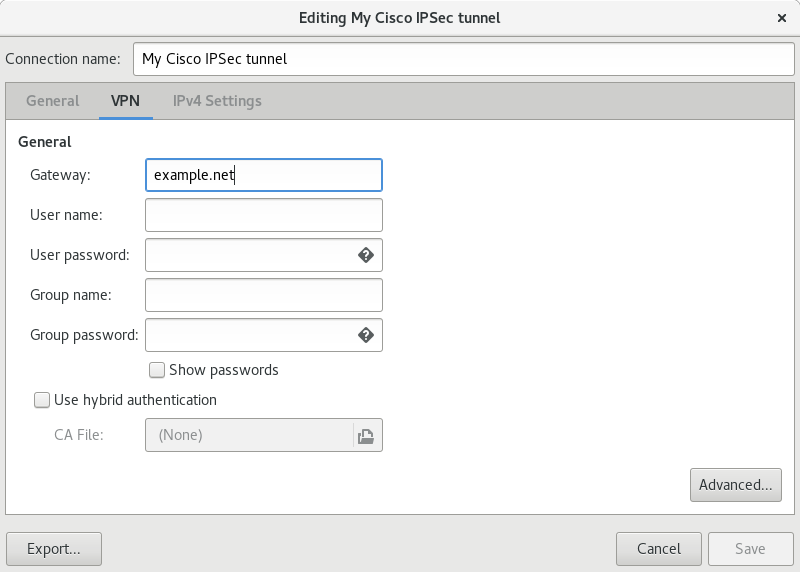 Editing My Cisco IPSec tunnel
Connection name: My Cisco IPSec tunnel
General VPN IPv4 Settings
General
Gateway: example.net
User name:
User password:
Group name:
Group password:
Show passwords
Use hybrid authentication
CA File: (None)
Advanced...
Export... Cancel Save